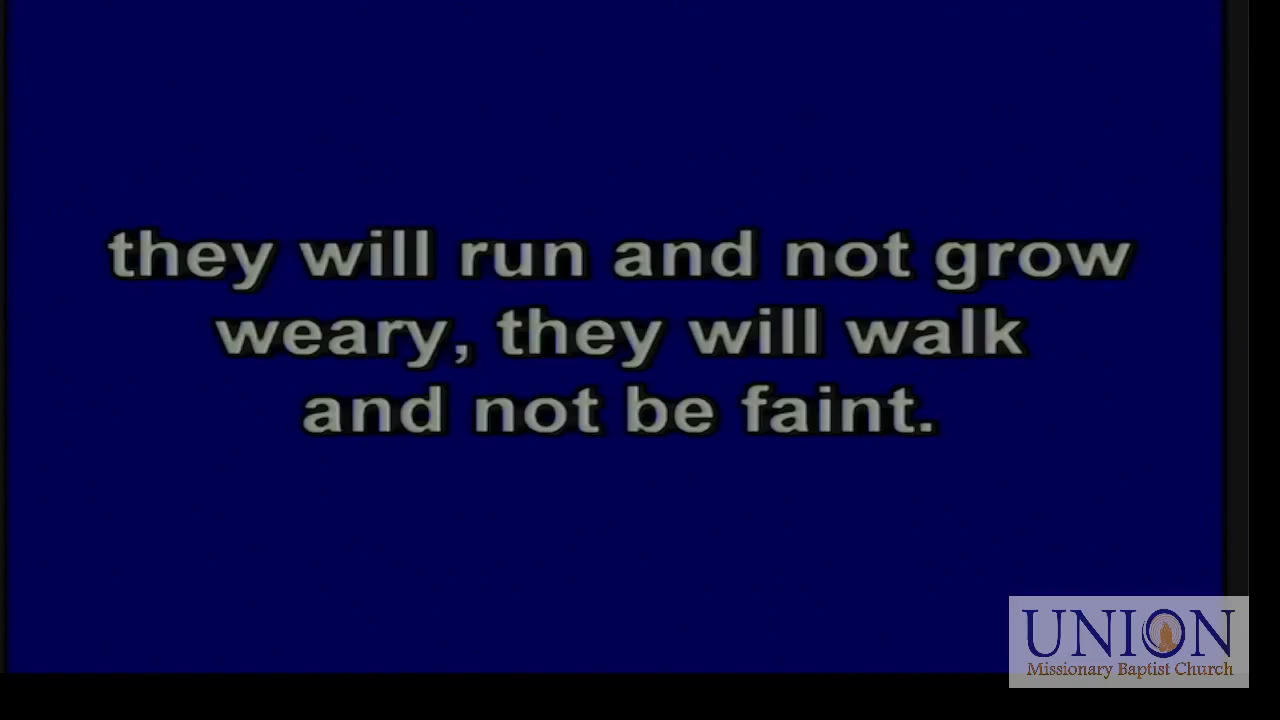 they will run and not grow
weary, they will walk
and not be faint.
UNION
Missionary Baptist Church